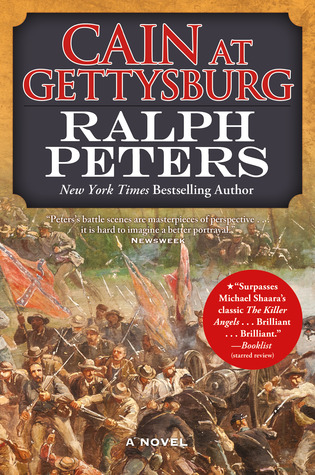 CAIN AT
GETTYSBURG
RALPH
PETERS
New York Times Bestselling Author
"Peters's battle scenes are masterpieces of perspective . . . .
it is hard to imagine a better portrayal."
NEWSWEEK
★"Surpasses
Michael Shaara's
classic The Killer
Angels . . . Brilliant
. . . Brilliant."
—Booklist
(starred review)
A NOVEL